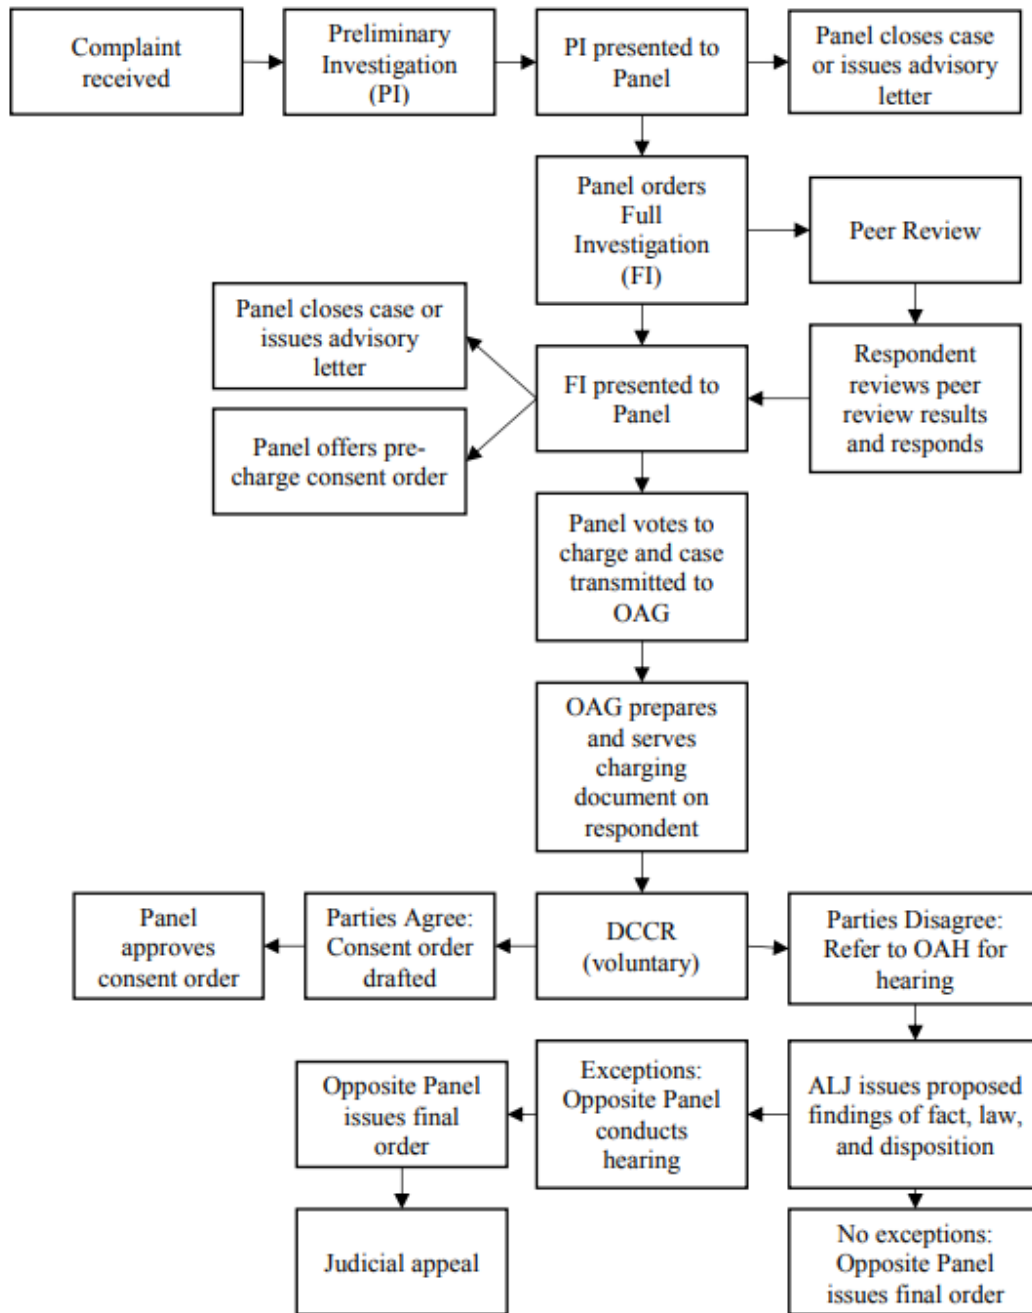 Complaint
received
Preliminary
Investigation
(PI)
PI presented to
Panel
Panel closes case
or issues advisory
letter
Panel orders
Full
Investigation
(FI)
Peer Review
Panel closes case or
issues advisory
letter
FI presented to
Panel
Respondent
reviews peer
review results
and responds
Panel offers pre-
charge consent order
Panel votes to
charge and case
transmitted to
OAG
OAG prepares
and serves
charging
document on
respondent
Panel
approves
consent order
Parties Agree:
Consent order
drafted
DCCR
(voluntary)
Parties Disagree:
Refer to OAH for
hearing
Opposite Panel
issues final
order
Exceptions:
Opposite Panel
conducts
hearing
ALJ issues proposed
findings of fact, law,
and disposition
Judicial appeal
No exceptions:
Opposite Panel
issues final order